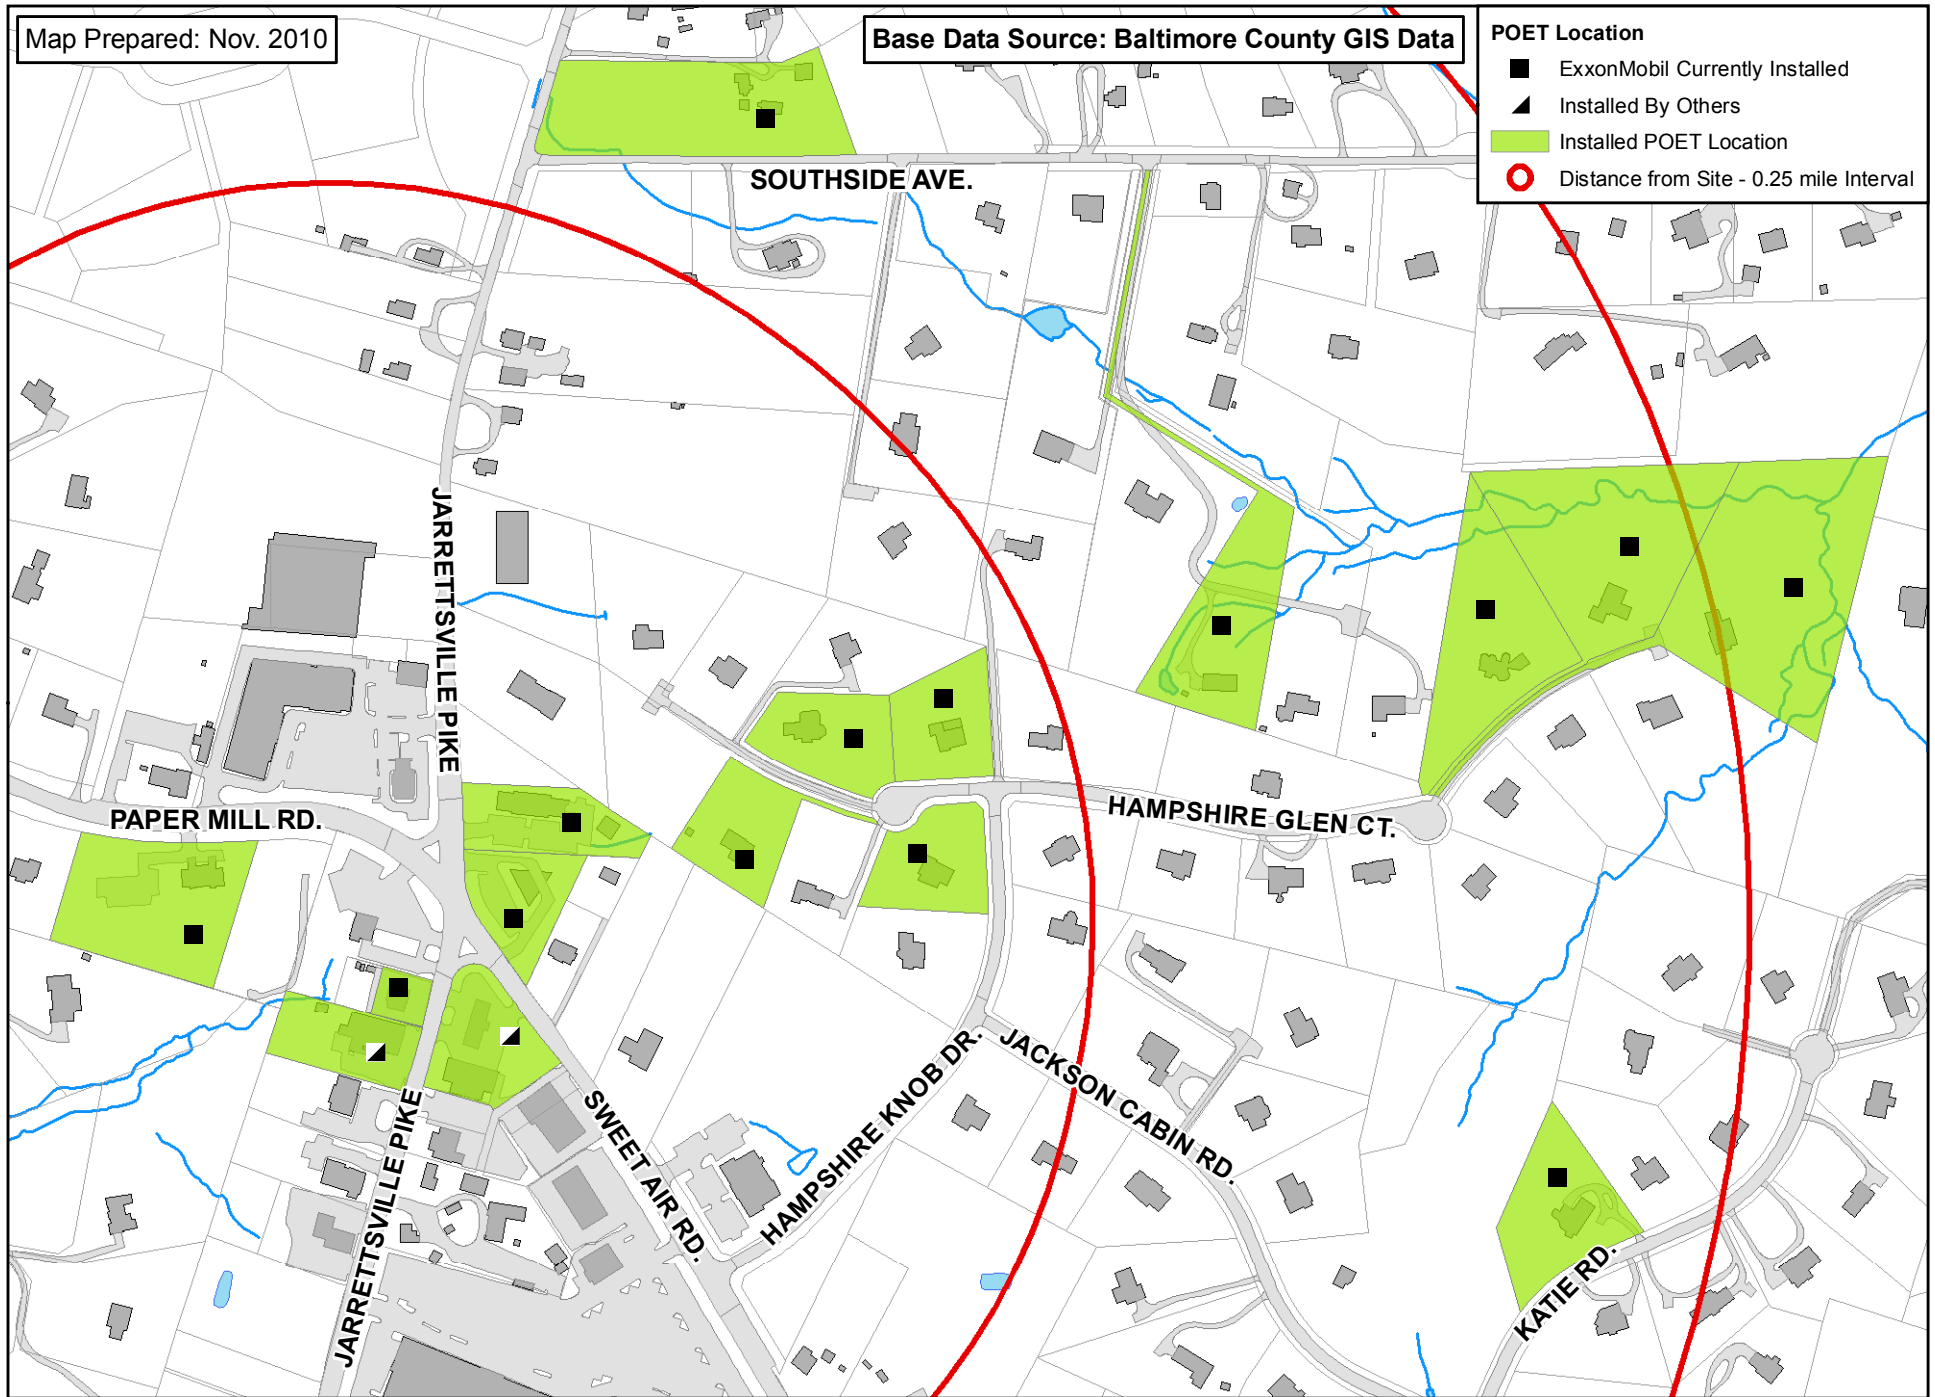 Map Prepared: Nov. 2010
Base Data Source: Baltimore County GIS Data
POET Location
ExxonMobil Currently Installed
Installed By Others
Installed POET Location
Distance from Site - 0.25 mile Interval
SOUTHSIDE AVE.
JARRETTSVILLE PIKE
PAPER MILL RD.
HAMPSHIRE GLEN CT.
HAMPSHIRE KNOB DR.
JACKSON CABIN RD.
SWEET AIR RD.
JARRETTSVILLE PIKE
KATIE RD.